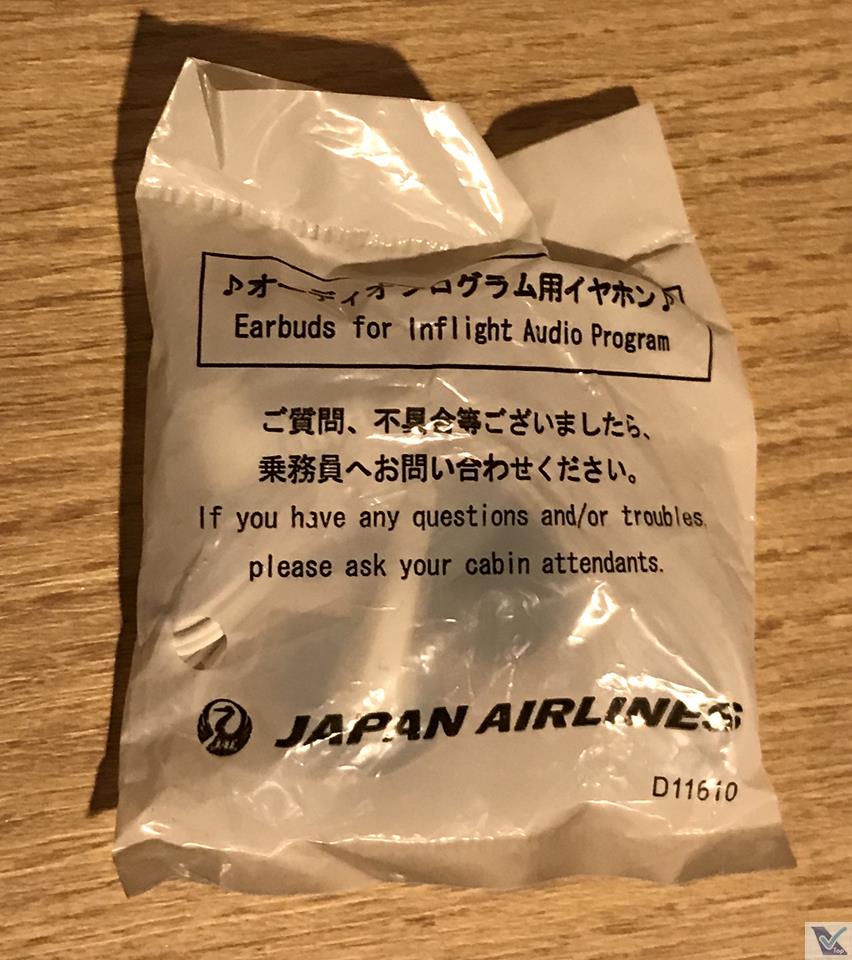 ♪オーディオプログラム用イヤホン♪
Earbuds for Inflight Audio Program
ご質問、不具合等ございましたら、
乗務員へお問い合わせください。
If you have any questions and/or troubles,
please ask your cabin attendants.
JAL JAPAN AIRLINES
D11610